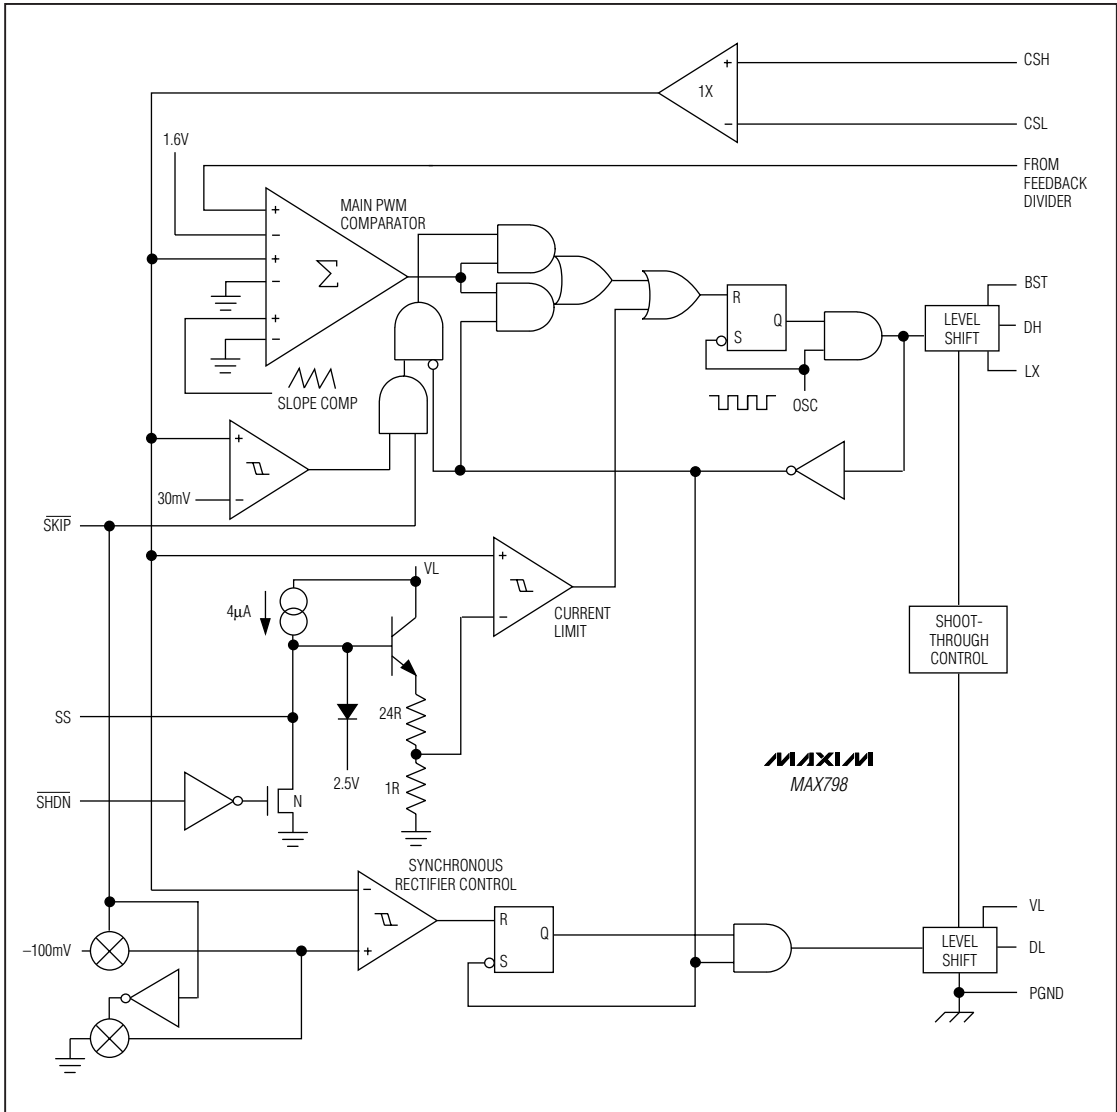 CSH
+
1X
−
CSL
1.6V
FROM
FEEDBACK
DIVIDER
MAIN PWM
COMPARATOR
+
−
+
−
+
−
Σ
BST
R
Q
S
LEVEL
SHIFT
DH
LX
SLOPE COMP
OSC
+
30mV
−
SKIP
VL
+
−
CURRENT
LIMIT
4µA
SHOOT-
THROUGH
CONTROL
SS
24R
2.5V
1R
MAXIM
MAX798
SHDN
N
SYNCHRONOUS
RECTIFIER CONTROL
−
+
R
Q
S
−100mV
VL
LEVEL
SHIFT
DL
PGND